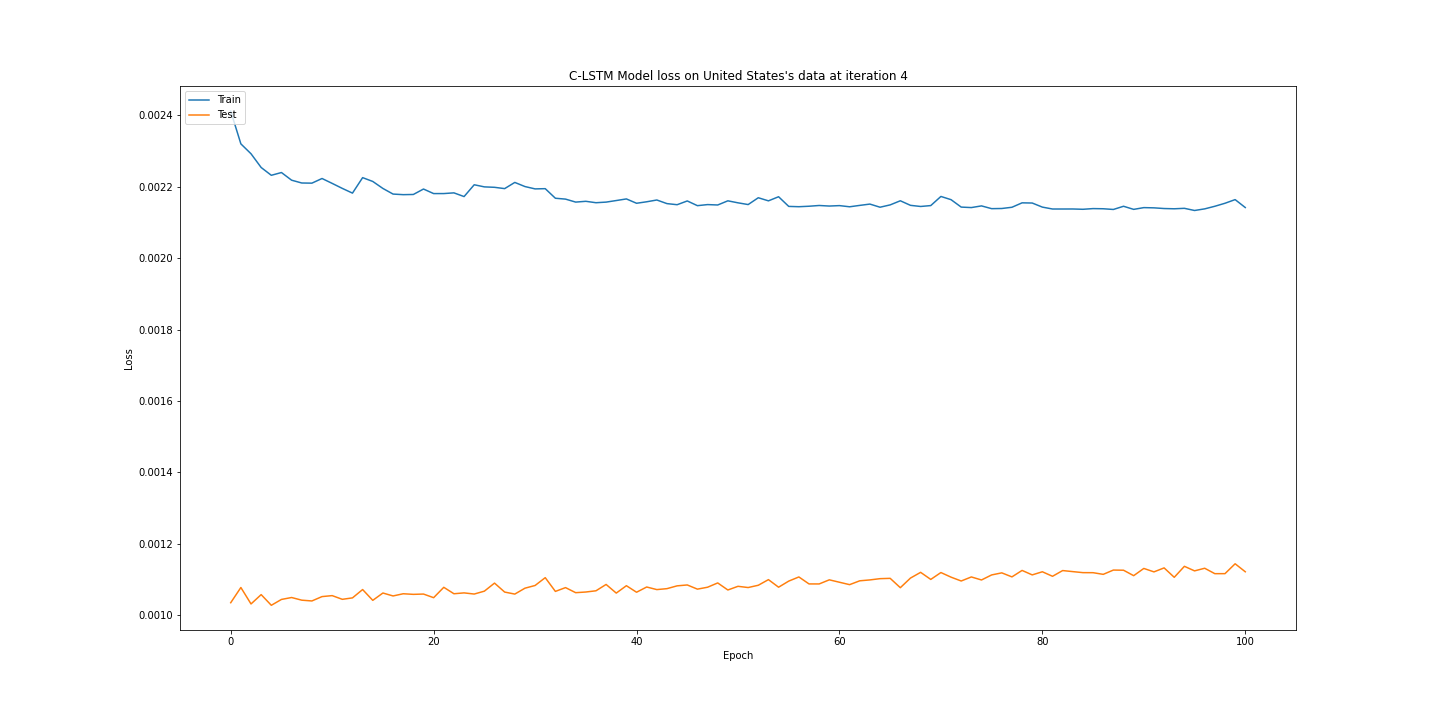 C-LSTM Model loss on United States's data at iteration 4
Train
Test
0.0024
0.0022
0.0020
0.0018
0.0016
0.0014
0.0012
0.0010
Loss
0 20 40 60 80 100
Epoch